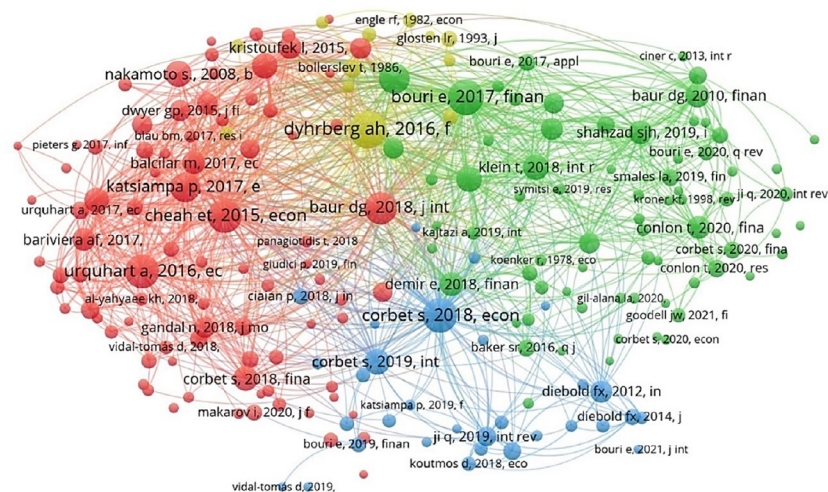 engle rf, 1982, econ
glosten lr, 1993, j
kristoufek l, 2015,
bollerslev t, 1986,
bouri e, 2017, appl
ciner c, 2013, int r
nakamoto s., 2008, b
bouri e, 2017, finan
baur dg, 2010, finan
dwyer gp, 2015, j fi
dyhrberg ah, 2016, f
shahzad sjh, 2019, i
blau bm, 2017, res i
pieters g, 2017, inf
bouri e, 2020, q rev
balcilar m, 2017, ec
klein t, 2018, int r
smales la, 2019, fin
katsiampa p, 2017, e
symitsi e, 2019, res
kroner kf, 1998, rev
ji q, 2020, int rev
urquhart a, 2017, ec
cheah et, 2015, econ
baur dg, 2018, j int
conlon t, 2020, fina
bariviera af, 2017,
panagiotidis t, 2018
kajtazi a, 2019, int
corbet s, 2020, fina
urquhart a, 2016, ec
giudici p, 2019, fin
koenker r, 1978, eco
conlon t, 2020, res
al-yahyaee kh, 2018,
ciaian p, 2018, j in
demir e, 2018, finan
gil-alana la, 2020,
gandal n, 2018, j mo
corbet s, 2018, econ
goodell jw, 2021, fi
vidal-tomás d, 2018,
baker sr, 2016, q j
corbet s, 2020, econ
corbet s, 2018, fina
corbet s, 2019, int
diebold fx, 2012, in
makarov i, 2020, j f
katsiampa p, 2019, f
diebold fx, 2014, j
bouri e, 2019, finan
ji q, 2019, int rev
bouri e, 2021, j int
koutmos d, 2018, eco
vidal-tomás d, 2019,